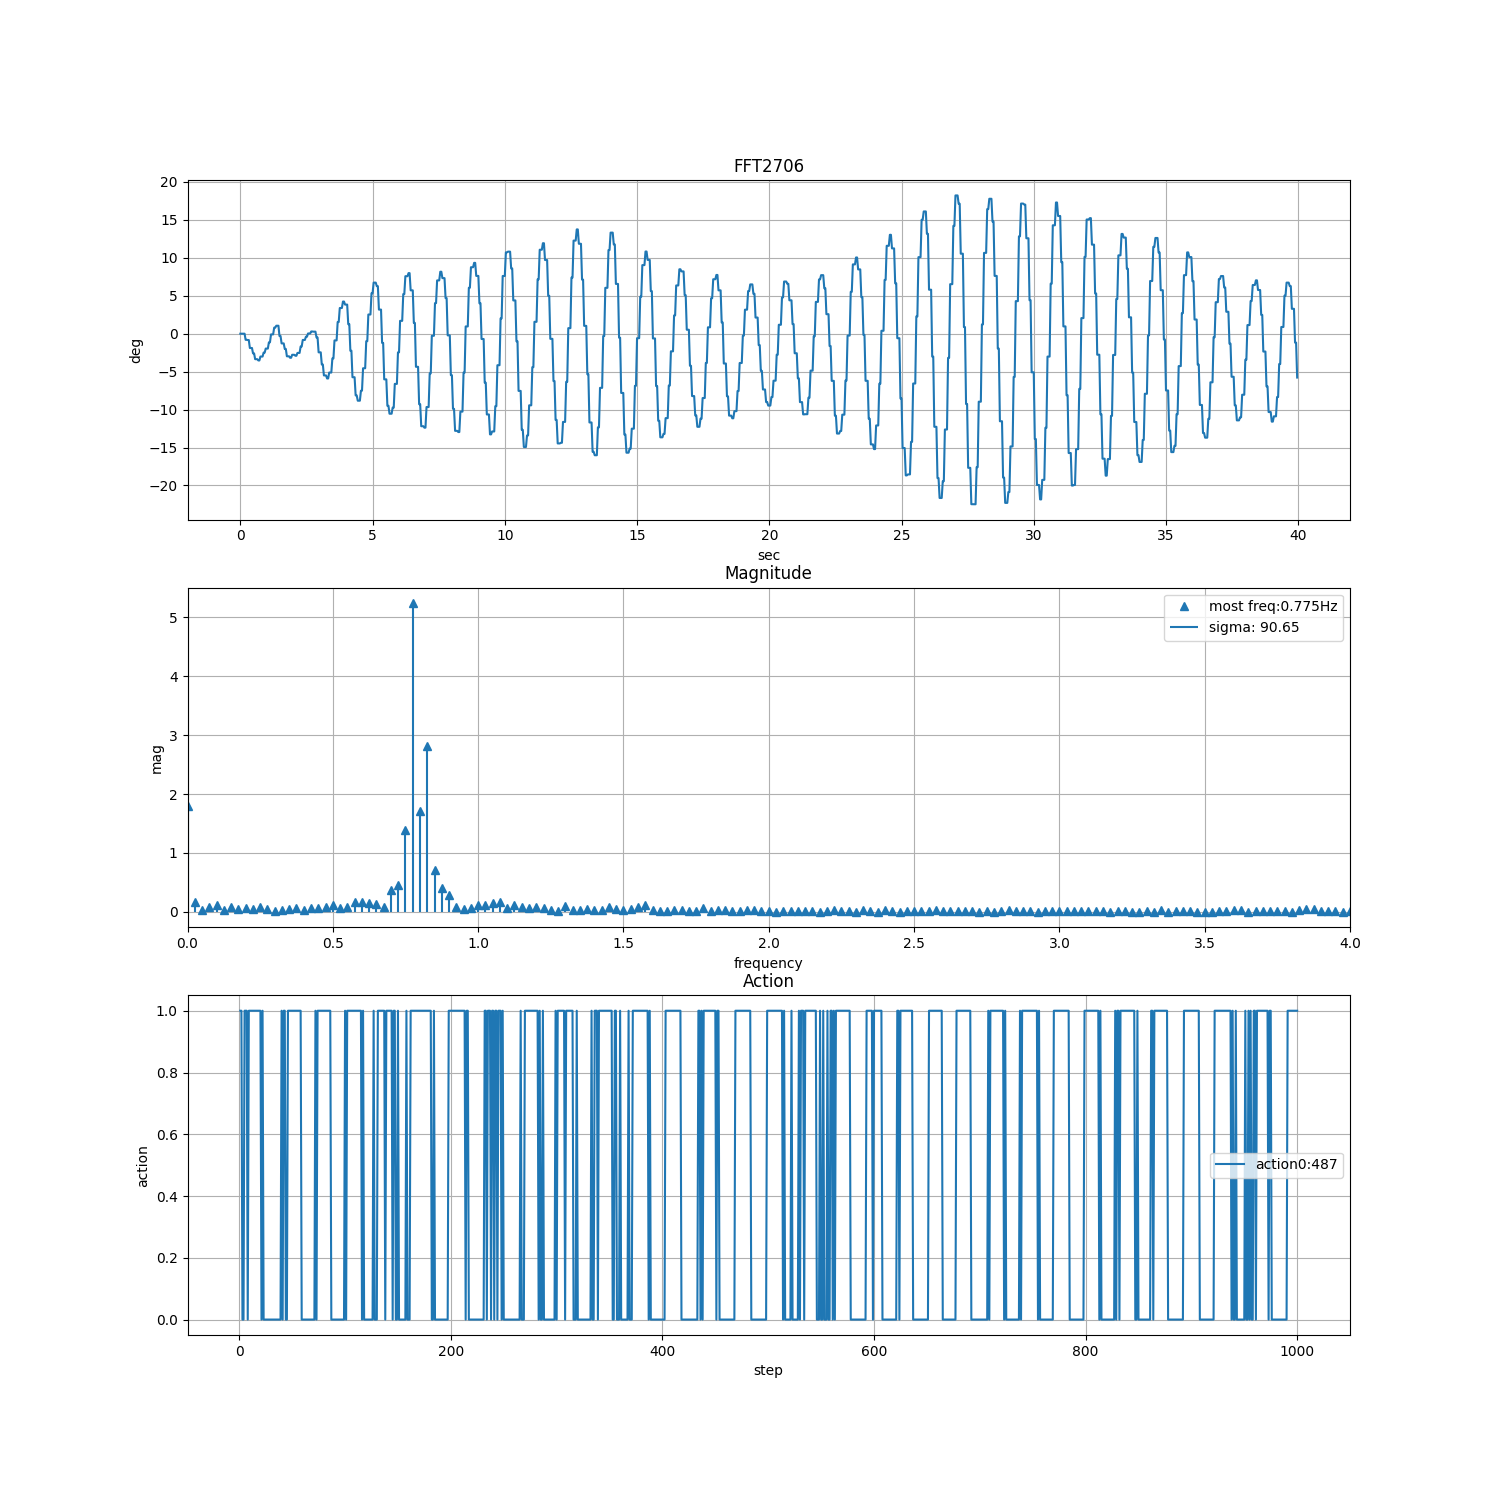 FFT2706
20
15
10
5
0
−5
−10
−15
−20
deg
0 5 10 15 20 25 30 35 40
sec
Magnitude
5
4
3
2
1
0
mag
most freq:0.775Hz
sigma: 90.65
0.0 0.5 1.0 1.5 2.0 2.5 3.0 3.5 4.0
frequency
Action
1.0
0.8
0.6
0.4
0.2
0.0
action
action0:487
0 200 400 600 800 1000
step